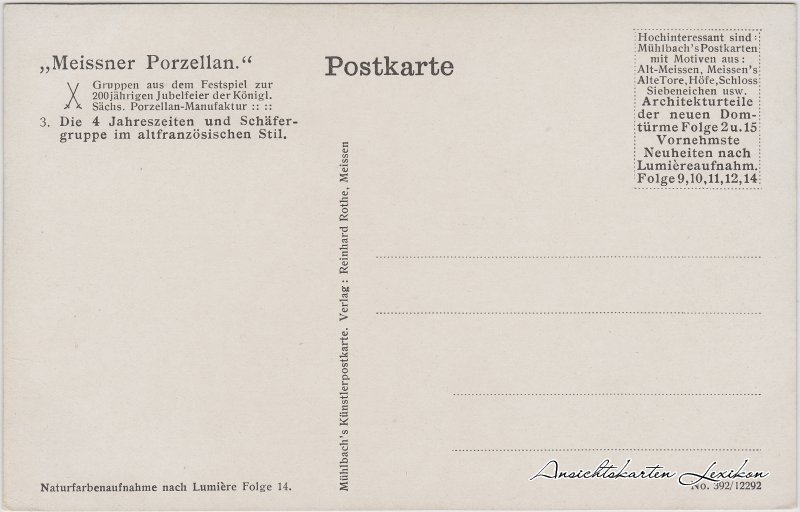 „Meissner Porzellan.“
Gruppen aus dem Festspiel zur
200jährigen Jubelfeier der Königl.
Sächs. Porzellan-Manufaktur :: ::
3. Die 4 Jahreszeiten und Schäfer-
gruppe im altfranzösischen Stil.
Postkarte
Hochinteressant sind:
Mühlbach's Postkarten
mit Motiven aus:
Alt-Meissen, Meissen's
Alte Tore, Höfe, Schloss
Siebeneichen usw.
Architekturteile
der neuen Dom-
türme Folge 2 u. 15
Vornehmste
Neuheiten nach
Lumièreaufnahm.
Folge 9, 10, 11, 12, 14
Mühlbach's Künstlerpostkarte. Verlag: Reinhard Rothe, Meissen
Naturfarbenaufnahme nach Lumière Folge 14.
Ansichtskarten Lexikon
No. 392/12292